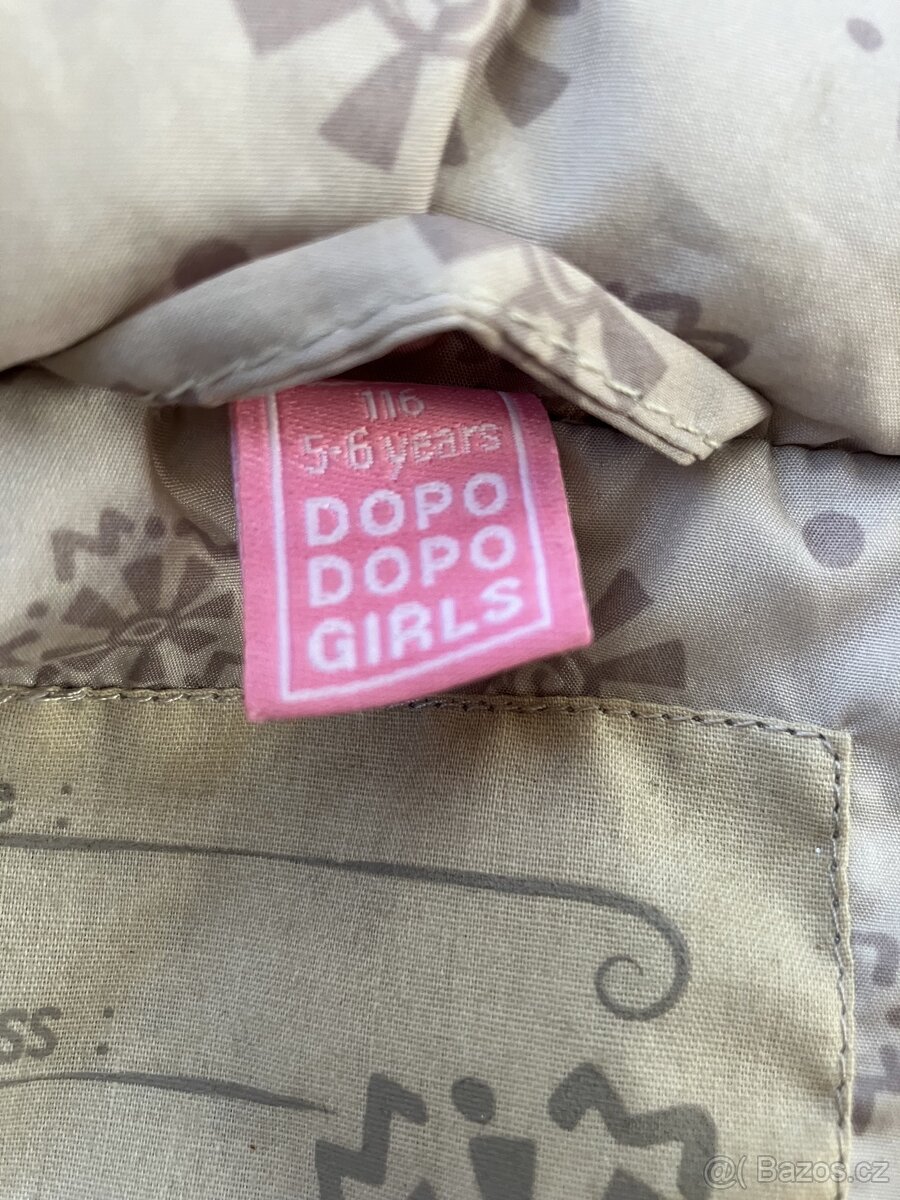 116
5-6 years
DOPO
DOPO
GIRLS
e :
ss :
@( Bazos.cz